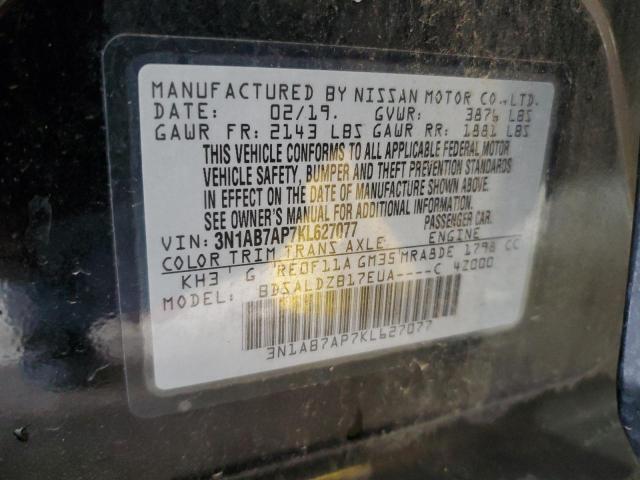 MANUFACTURED BY NISSAN MOTOR CO.,LTD.
DATE: 02/19. GVWR: 3876 LBS
GAWR FR: 2143 LBS GAWR RR: 1881 LBS
THIS VEHICLE CONFORMS TO ALL APPLICABLE FEDERAL MOTOR
VEHICLE SAFETY, BUMPER AND THEFT PREVENTION STANDARDS
IN EFFECT ON THE DATE OF MANUFACTURE SHOWN ABOVE.
SEE OWNER'S MANUAL FOR ADDITIONAL INFORMATION.
VIN: 3N1AB7AP7KL627077 PASSENGER CAR.
COLOR TRIM TRANS AXLE ENGINE
KH3 G RE0F11A GM35 MRA8DE 1798 CC
MODEL: BDSALDZB17EUA----C 42000
3N1AB7AP7KL627077